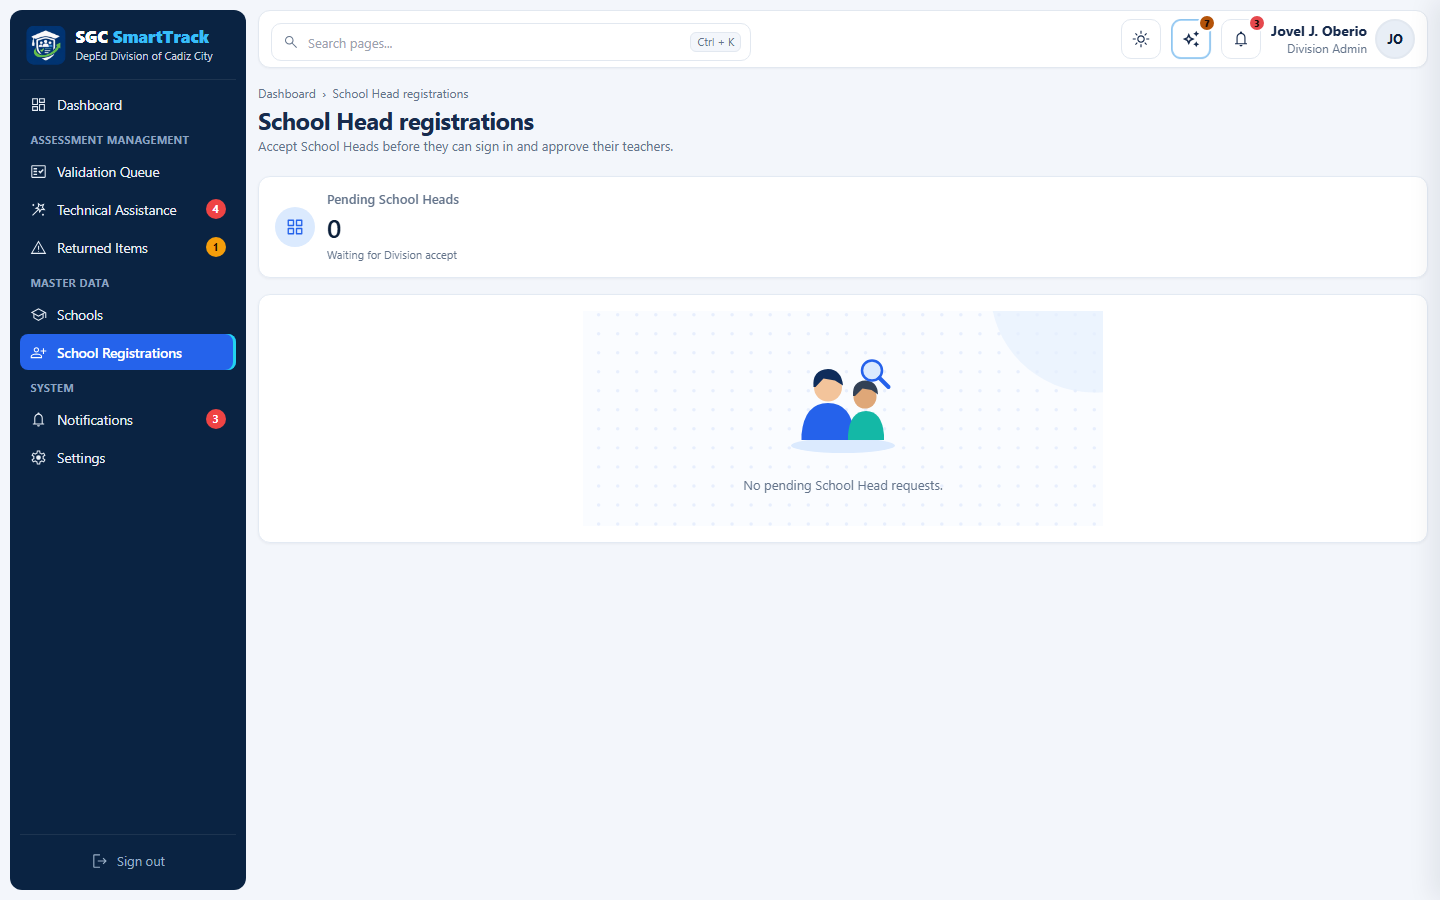 SGC SmartTrack
DepEd Division of Cadiz City
Dashboard
ASSESSMENT MANAGEMENT
Validation Queue
Technical Assistance 4
Returned Items 1
MASTER DATA
Schools
School Registrations
SYSTEM
Notifications 3
Settings
Sign out
Search pages... Ctrl + K
7
3
Jovel J. Oberio
Division Admin
JO
Dashboard › School Head registrations
School Head registrations
Accept School Heads before they can sign in and approve their teachers.
Pending School Heads
0
Waiting for Division accept
No pending School Head requests.